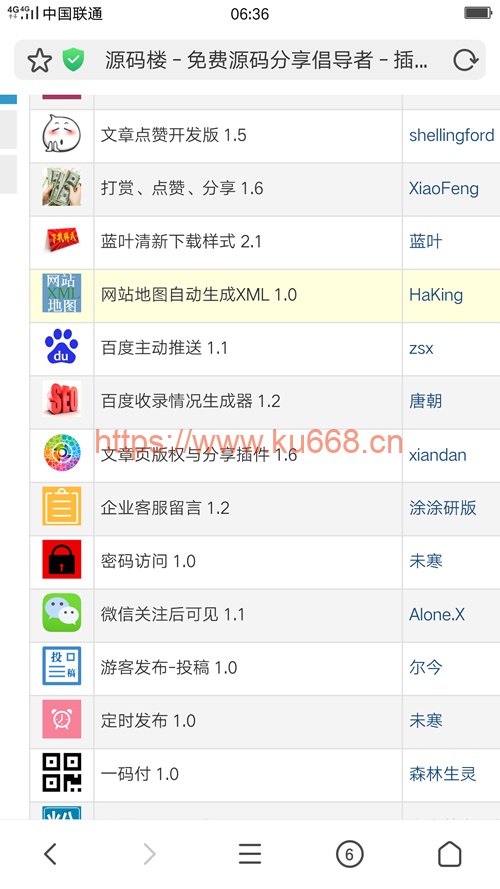 4G 4G 中国联通 06:36
源码楼 - 免费源码分享倡导者 - 插...
文章点赞开发版 1.5 shellingford
打赏、点赞、分享 1.6 XiaoFeng
下载样式 蓝叶清新下载样式 2.1 蓝叶
网站
XML
地图
网站地图自动生成XML 1.0 HaKing
du 百度主动推送 1.1 zsx
SEO 百度收录情况生成器 1.2 唐朝
https://www.ku668.cn
文章页版权与分享插件 1.6 xiandan
企业客服留言 1.2 涂涂研版
密码访问 1.0 未寒
微信关注后可见 1.1 Alone.X
投
稿
游客发布-投稿 1.0 尔今
定时发布 1.0 未寒
一码付 1.0 森林生灵
6